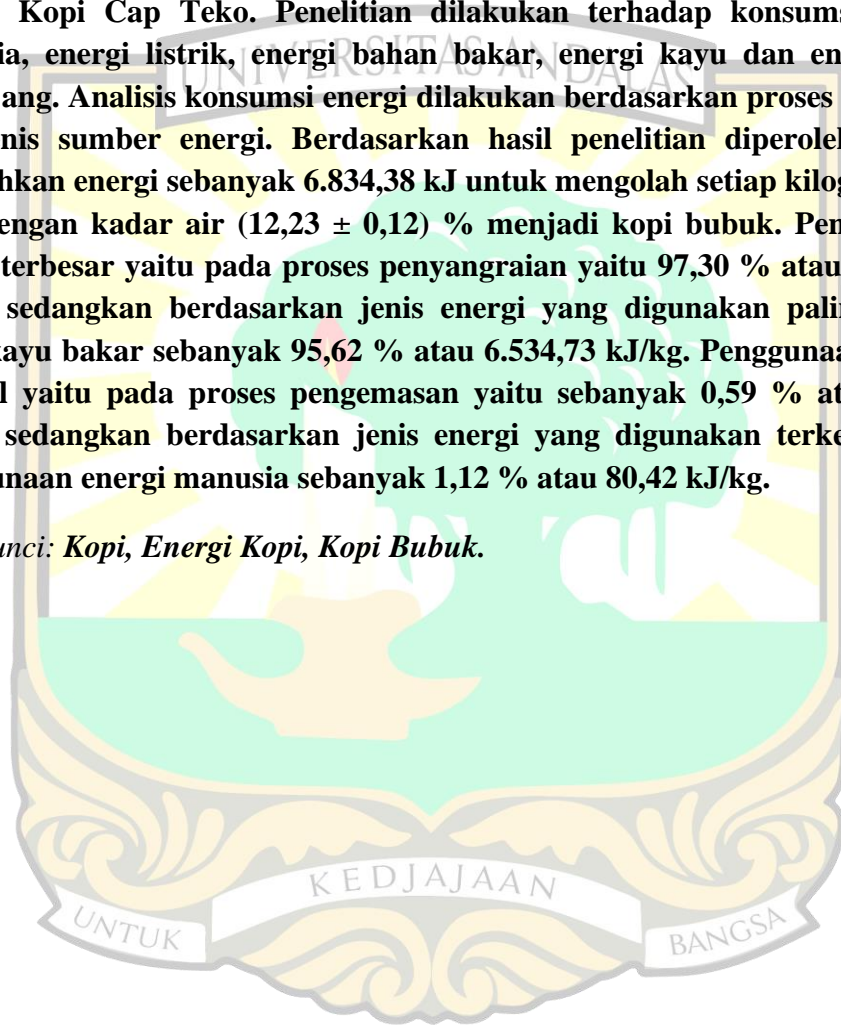 Kopi Cap Teko. Penelitian dilakukan terhadap konsums
ia, energi listrik, energi bahan bakar, energi kayu dan en
ang. Analisis konsumsi energi dilakukan berdasarkan proses
nis sumber energi. Berdasarkan hasil penelitian diperoleh
hkan energi sebanyak 6.834,38 kJ untuk mengolah setiap kilog
engan kadar air (12,23 ± 0,12) % menjadi kopi bubuk. Pen
terbesar yaitu pada proses penyangraian yaitu 97,30 % atau
sedangkan berdasarkan jenis energi yang digunakan palin
kayu bakar sebanyak 95,62 % atau 6.534,73 kJ/kg. Penggunaa
l yaitu pada proses pengemasan yaitu sebanyak 0,59 % at
sedangkan berdasarkan jenis energi yang digunakan terke
unaan energi manusia sebanyak 1,12 % atau 80,42 kJ/kg.
unci: Kopi, Energi Kopi, Kopi Bubuk.
UNIVERSITAS ANDALAS
KEDJAJAAN
UNTUK
BANGSA